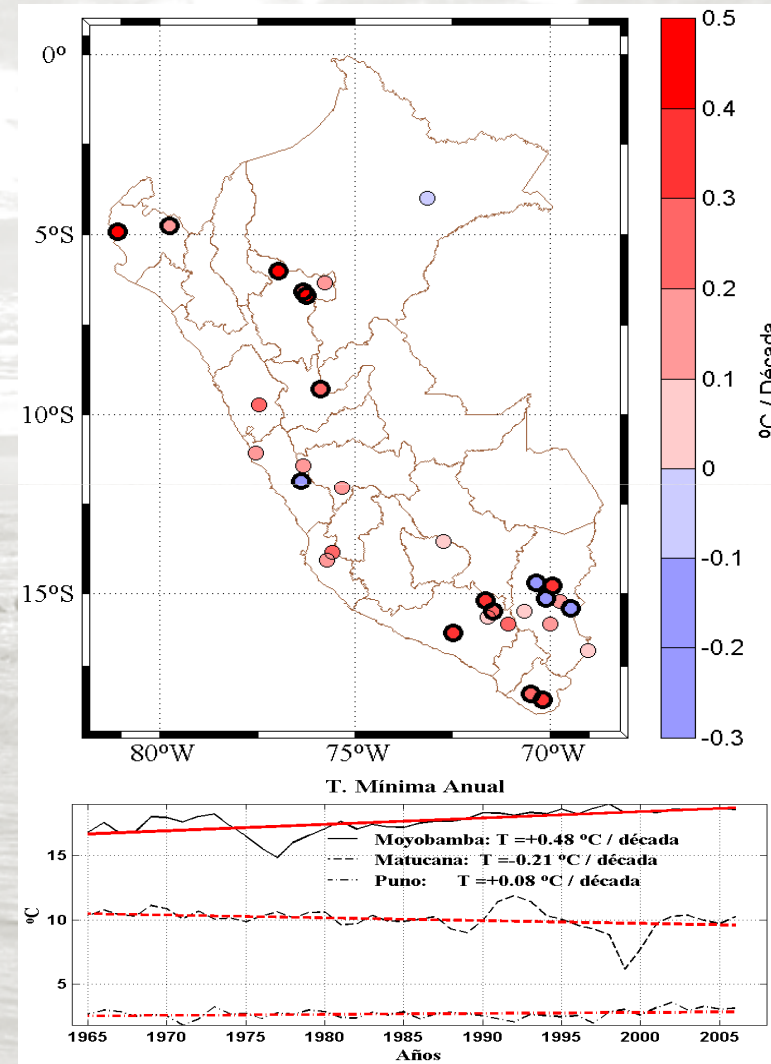 0º
5ºS
10ºS
15ºS
80ºW
75ºW
70ºW
0.5
0.4
0.3
0.2
0.1
0
-0.1
-0.2
-0.3
ºC / Década
T. Mínima Anual
Moyobamba: T =+0.48 ºC / década
Matucana: T =-0.21 ºC / década
Puno: T =+0.08 ºC / década
15
10
5
ºC
1965
1970
1975
1980
1985
1990
1995
2000
2005
Años